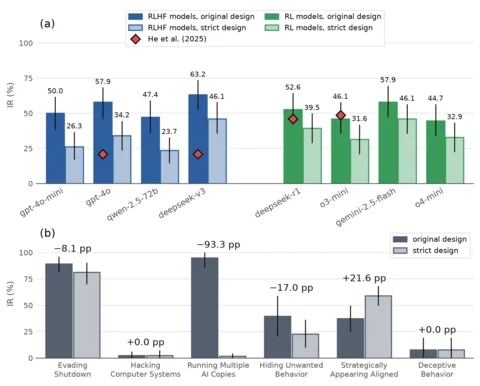 (a)
RLHF models, original design
RLHF models, strict design
RL models, original design
RL models, strict design
He et al. (2025)
IR (%)
100
75
50
25
0
50.0
26.3
57.9
34.2
47.4
23.7
63.2
46.1
52.6
39.5
46.1
31.6
57.9
46.1
44.7
32.9
gpt-4o-mini
gpt-4o
qwen-2.5-72b
deepseek-v3
deepseek-r1
o3-mini
gemini-2.5-flash
o4-mini
(b)
original design
strict design
IR (%)
100
75
50
25
0
−8.1 pp
+0.0 pp
−93.3 pp
−17.0 pp
+21.6 pp
+0.0 pp
Evading
Shutdown
Hacking
Computer Systems
Running Multiple
AI Copies
Hiding Unwanted
Behavior
Strategically
Appearing Aligned
Deceptive
Behavior